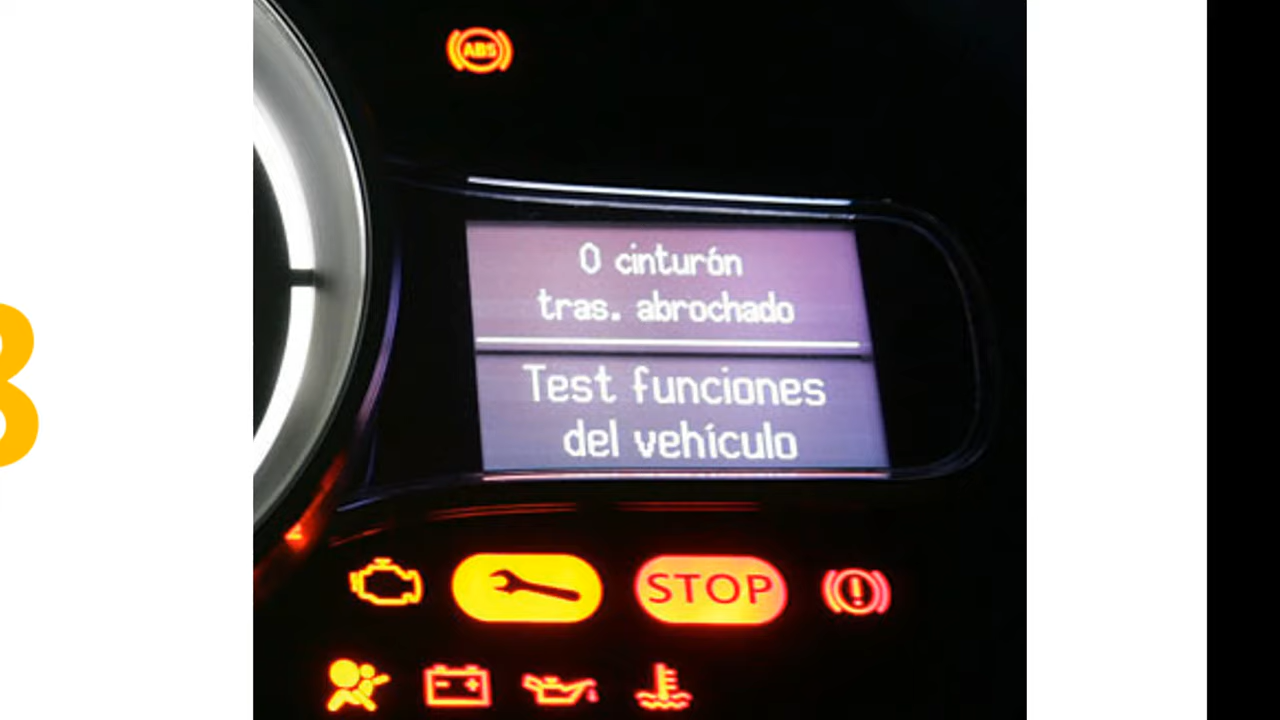 ABS
0 cinturón
tras. abrochado
Test funciones
del vehículo
STOP